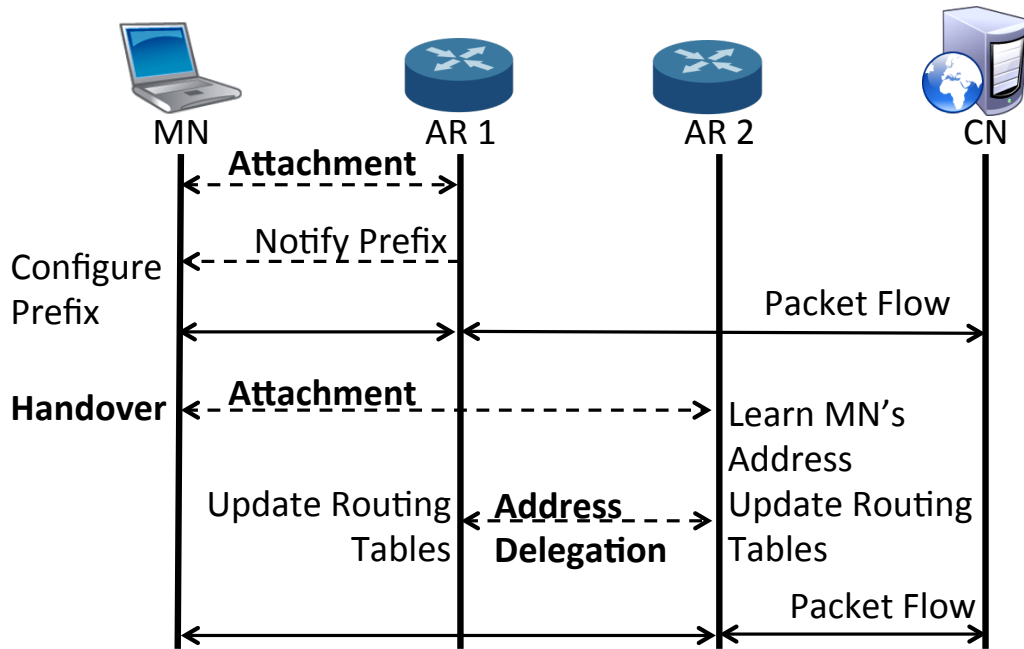 MN
AR 1
AR 2
CN
Attachment
Notify Prefix
Configure
Prefix
Packet Flow
Handover
Attachment
Learn MN’s
Address
Update Routing
Tables
Address
Delegation
Update Routing
Tables
Packet Flow